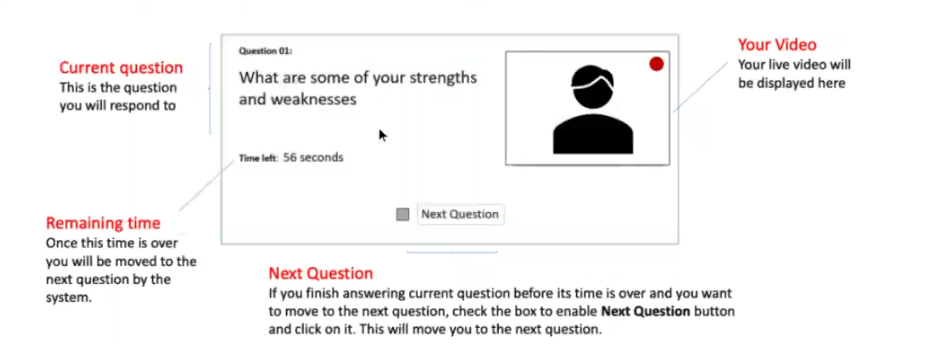 Question 01:
What are some of your strengths
and weaknesses
Time left: 56 seconds
Next Question
Current question
This is the question
you will respond to
Your Video
Your live video will
be displayed here
Remaining time
Once this time is over
you will be moved to the
next question by the
system.
Next Question
If you finish answering current question before its time is over and you want
to move to the next question, check the box to enable Next Question button
and click on it. This will move you to the next question.